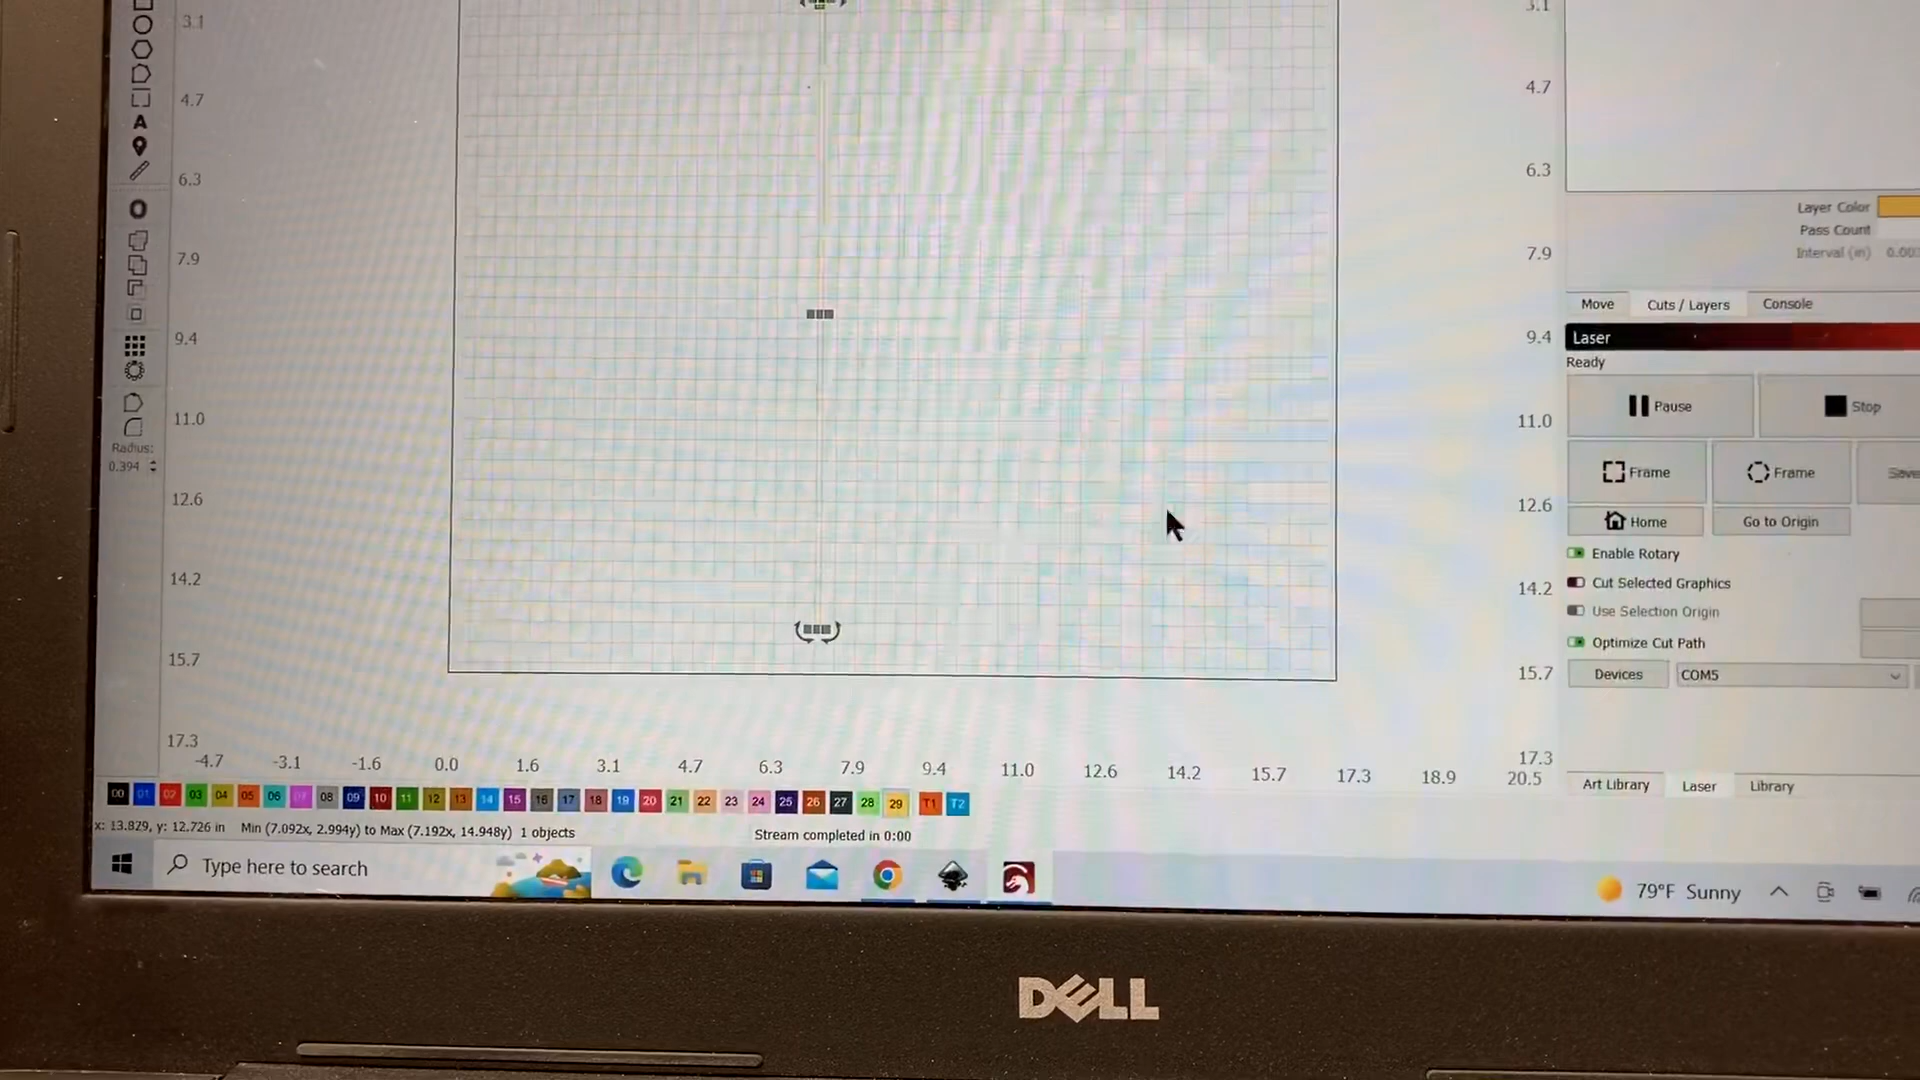 3.1
4.7
6.3
7.9
9.4
11.0
12.6
14.2
15.7
17.3
A
Radius:
0.394
-4.7 -3.1 -1.6 0.0 1.6 3.1 4.7 6.3 7.9 9.4 11.0 12.6 14.2 15.7 17.3 18.9 20.5
3.1
4.7
6.3
7.9
9.4
11.0
12.6
14.2
15.7
17.3
Layer Color
Pass Count
Interval (in) 0.00
Move Cuts / Layers Console
Laser
Ready
Pause Stop
Frame Frame Save
Home Go to Origin
Enable Rotary
Cut Selected Graphics
Use Selection Origin
Optimize Cut Path
Devices COM5
Art Library Laser Library
00 01 02 03 04 05 06 07 08 09 10 11 12 13 14 15 16 17 18 19 20 21 22 23 24 25 26 27 28 29 T1 T2
x: 13.829, y: 12.726 in Min (7.092x, 2.994y) to Max (7.192x, 14.948y) 1 objects Stream completed in 0:00
Type here to search 79°F Sunny
DELL